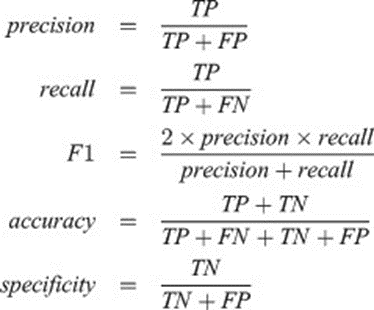 precision = TP / TP + FP
recall = TP / TP + FN
F1 = 2 × precision × recall / precision + recall
accuracy = TP + TN / TP + FN + TN + FP
specificity = TN / TN + FP